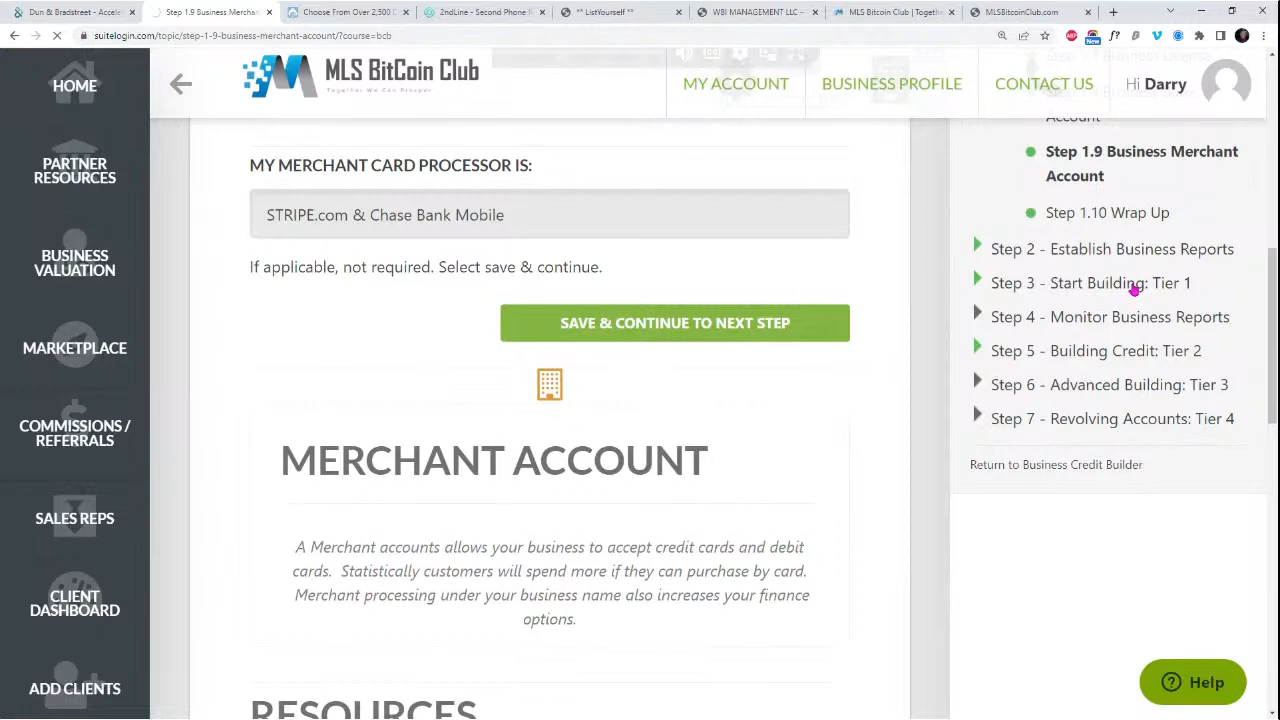 Dun & Bradstreet - Accele
Step 1.9 Business Merchan
Choose From Over 2,500 C
2ndLine - Second Phone
** ListYourself **
WBI MANAGEMENT LLC –
MLS Bitcoin Club | Togeth
MLSBitcoinClub.com
suitelogin.com/topic/step-1-9-business-merchant-account/?course=bcb
ABP
New
MLS BitCoin Club
Together We Can Prosper
MY ACCOUNT
BUSINESS PROFILE
CONTACT US
Hi Darry
HOME
PARTNER
RESOURCES
BUSINESS
VALUATION
MARKETPLACE
COMMISSIONS /
REFERRALS
SALES REPS
CLIENT
DASHBOARD
ADD CLIENTS
MY MERCHANT CARD PROCESSOR IS:
STRIPE.com & Chase Bank Mobile
If applicable, not required. Select save & continue.
SAVE & CONTINUE TO NEXT STEP
MERCHANT ACCOUNT
A Merchant accounts allows your business to accept credit cards and debit
cards. Statistically customers will spend more if they can purchase by card.
Merchant processing under your business name also increases your finance
options.
RESOURCES
Account
Step 1.9 Business Merchant
Account
Step 1.10 Wrap Up
Step 2 - Establish Business Reports
Step 3 - Start Building: Tier 1
Step 4 - Monitor Business Reports
Step 5 - Building Credit: Tier 2
Step 6 - Advanced Building: Tier 3
Step 7 - Revolving Accounts: Tier 4
Return to Business Credit Builder
Help